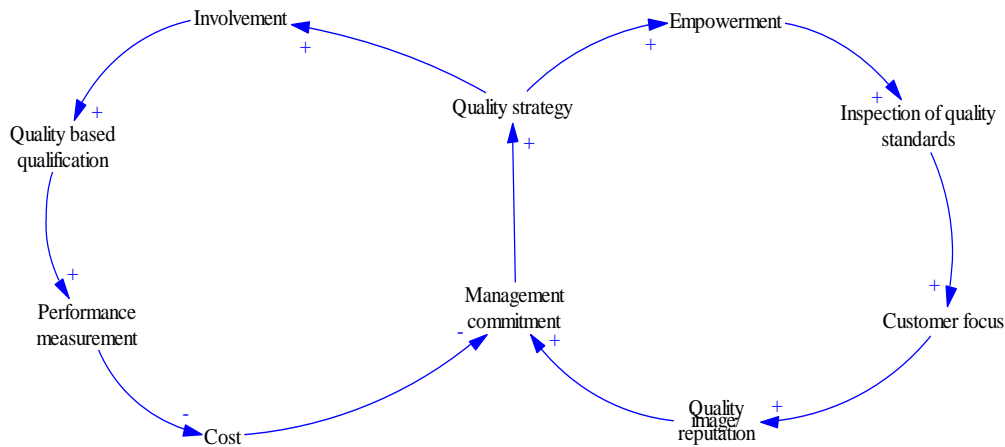 Involvement
+
Empowerment
+
Quality strategy
+
+
Inspection of quality
standards
+
Quality based
qualification
+
Performance
measurement
+
Management
commitment
+
Customer focus
-
+
-
Cost
+
Quality
image/
reputation